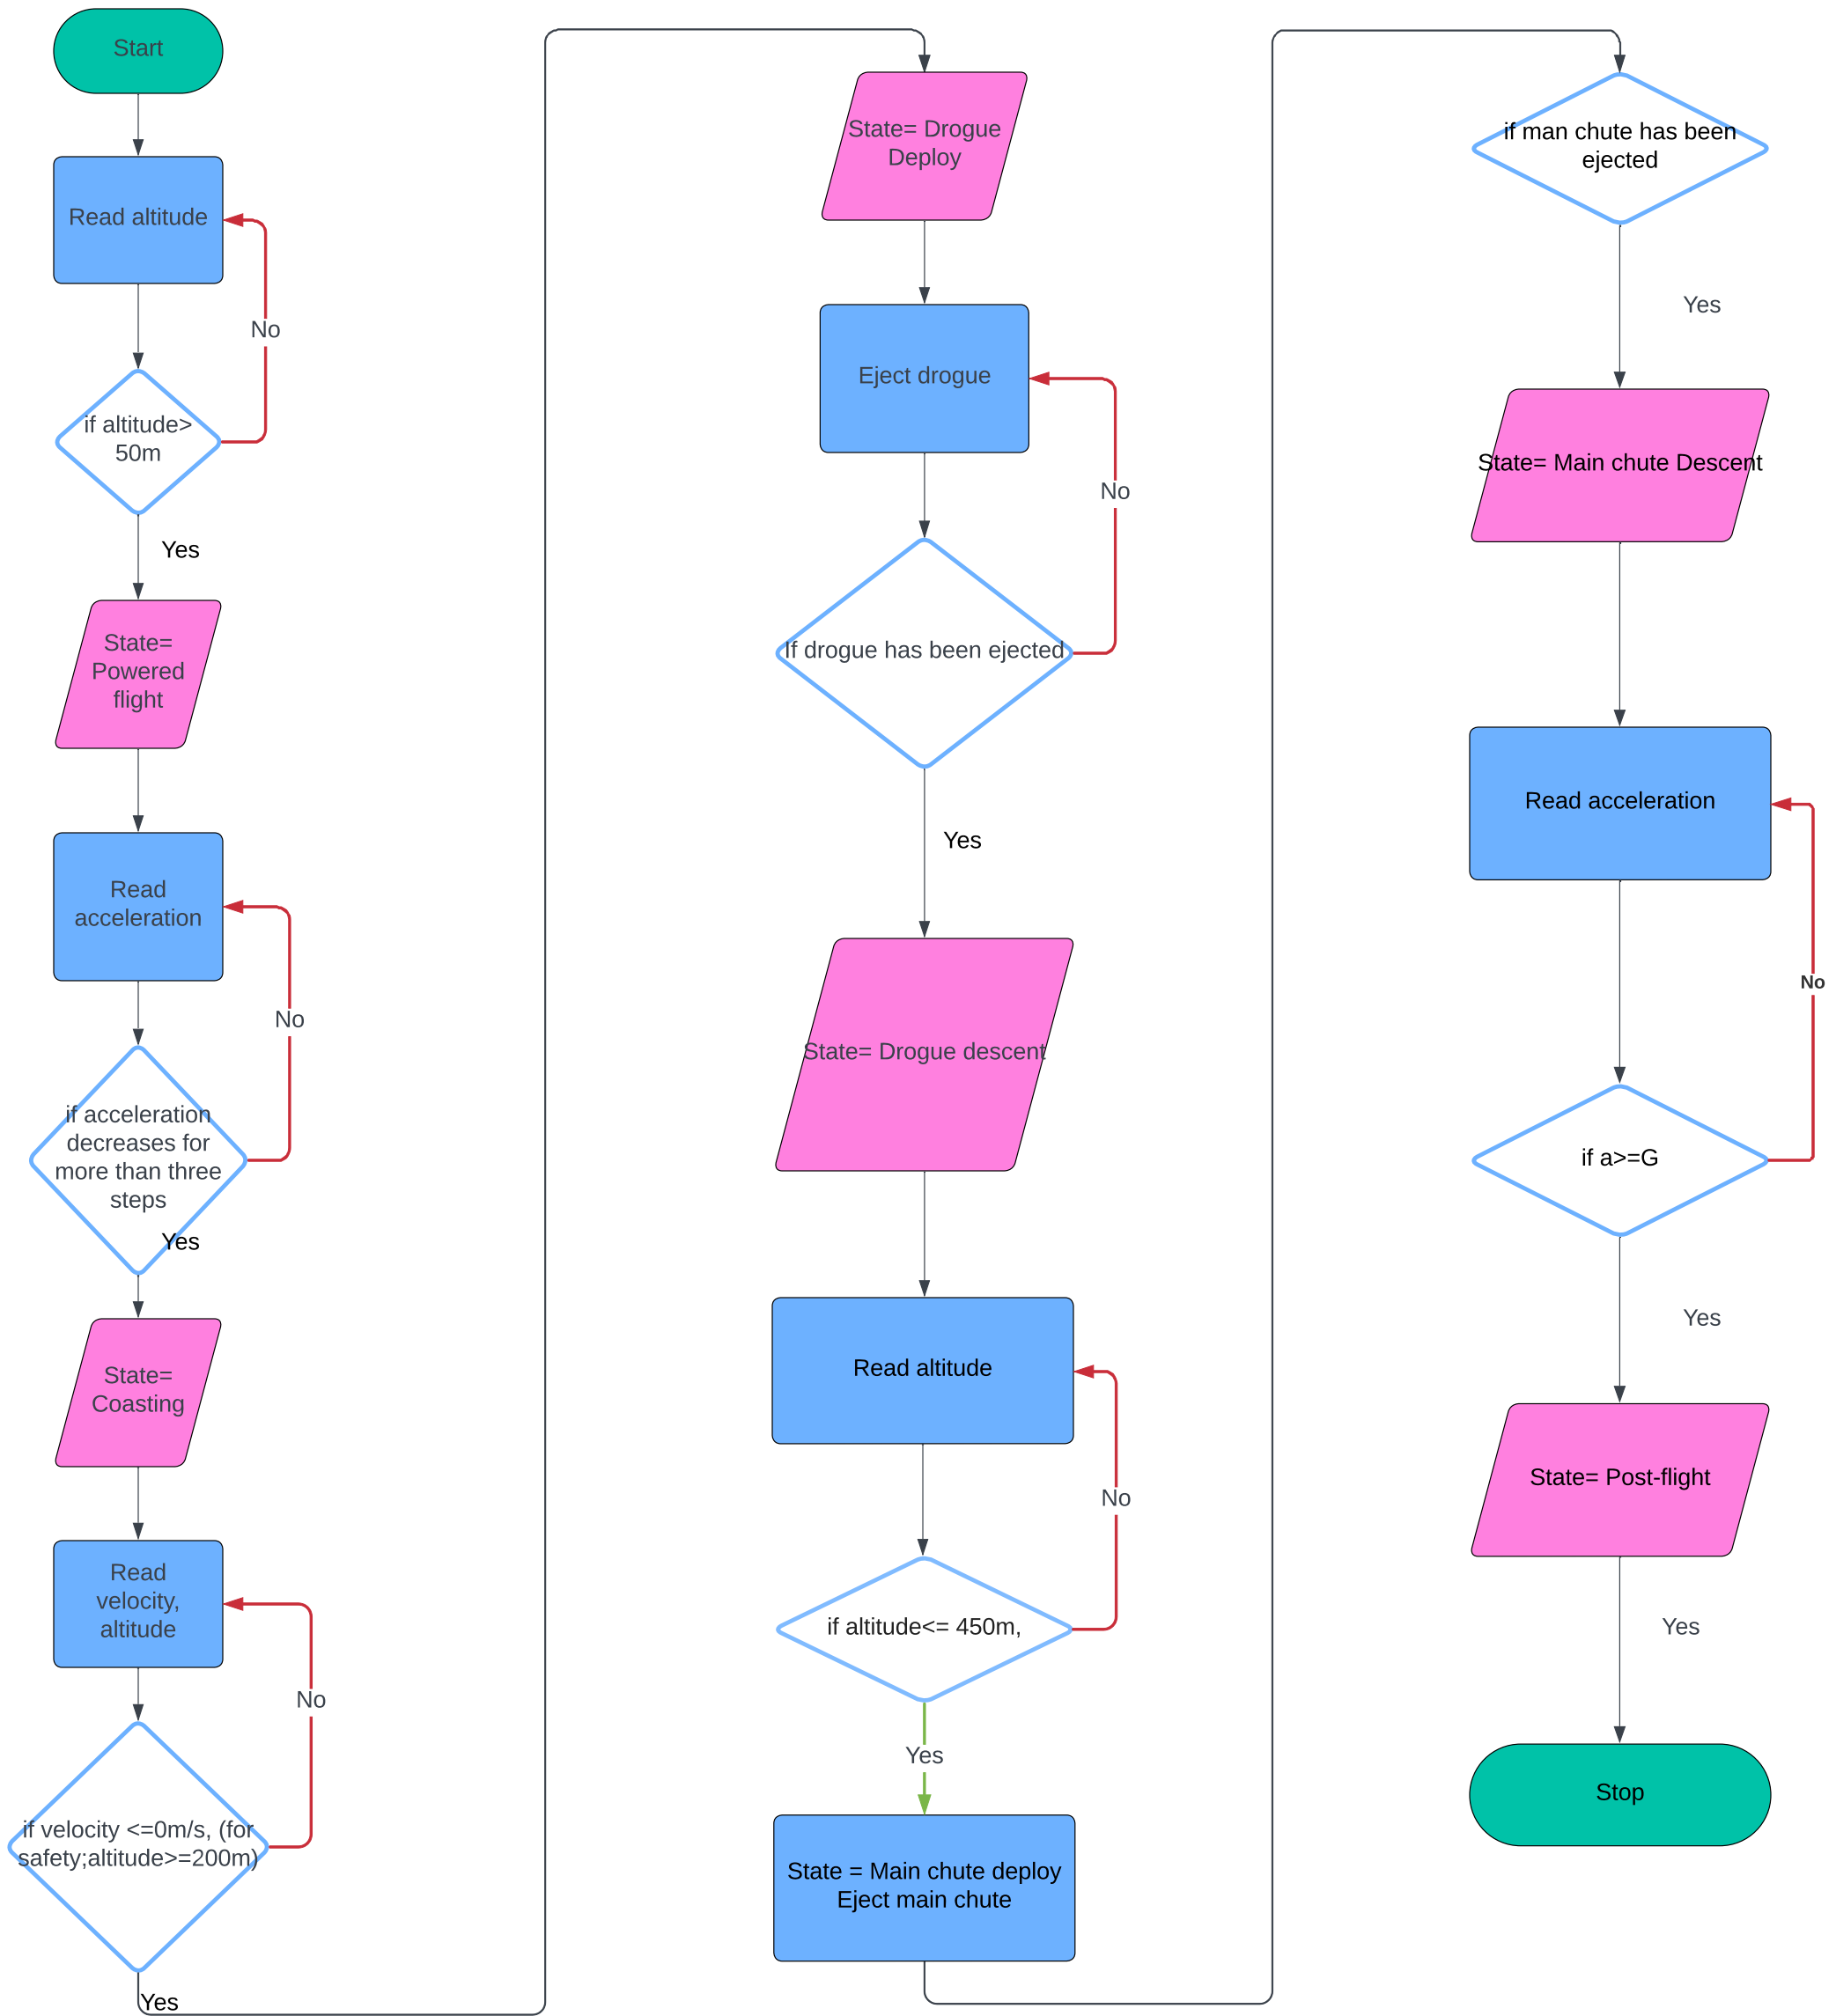 Start
Read altitude
No
if altitude>
50m
Yes
State=
Powered
flight
Read
acceleration
No
if acceleration
decreases for
more than three
steps
Yes
State=
Coasting
Read
velocity,
altitude
No
if velocity <=0m/s, (for
safety;altitude>=200m)
Yes
State= Drogue
Deploy
Eject drogue
No
If drogue has been ejected
Yes
State= Drogue descent
Read altitude
No
if altitude<= 450m,
Yes
State = Main chute deploy
Eject main chute
if man chute has been
ejected
Yes
State= Main chute Descent
Read acceleration
No
if a>=G
Yes
State= Post-flight
Yes
Stop